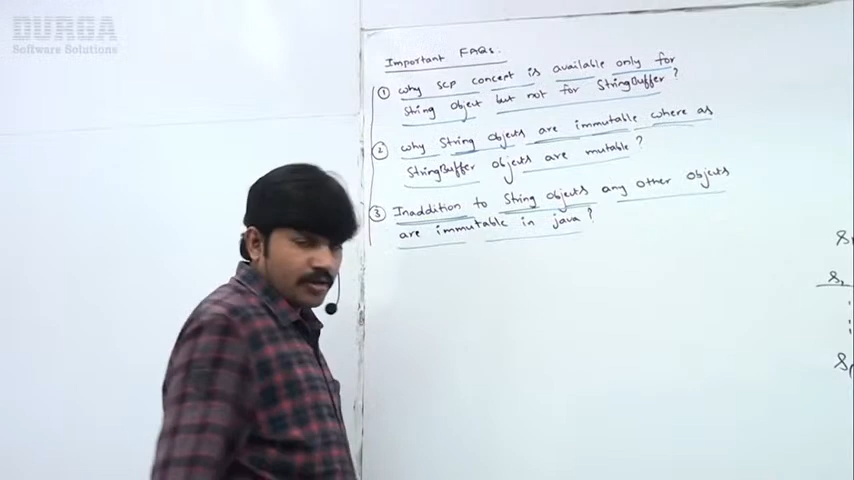 DURGA
Software Solutions
Important FAQs.
① why SCP concept is available only for
String object but not for StringBuffer?
② why String objects are immutable where as
StringBuffer objects are mutable?
③ Inaddition to String objects any other objects
are immutable in java?